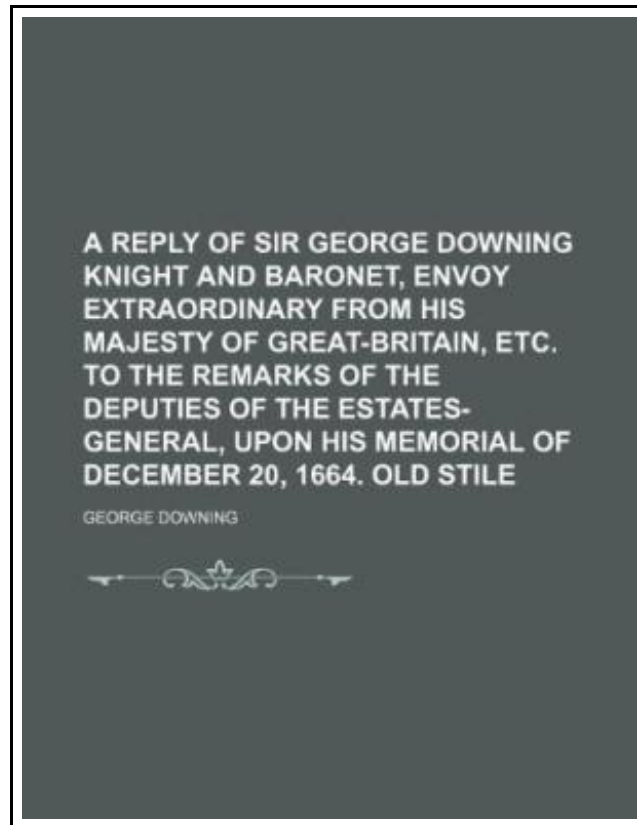 A REPLY OF SIR GEORGE DOWNING
KNIGHT AND BARONET, ENVOY
EXTRAORDINARY FROM HIS
MAJESTY OF GREAT-BRITAIN, ETC.
TO THE REMARKS OF THE
DEPUTIES OF THE ESTATES-
GENERAL, UPON HIS MEMORIAL OF
DECEMBER 20, 1664. OLD STILE
GEORGE DOWNING